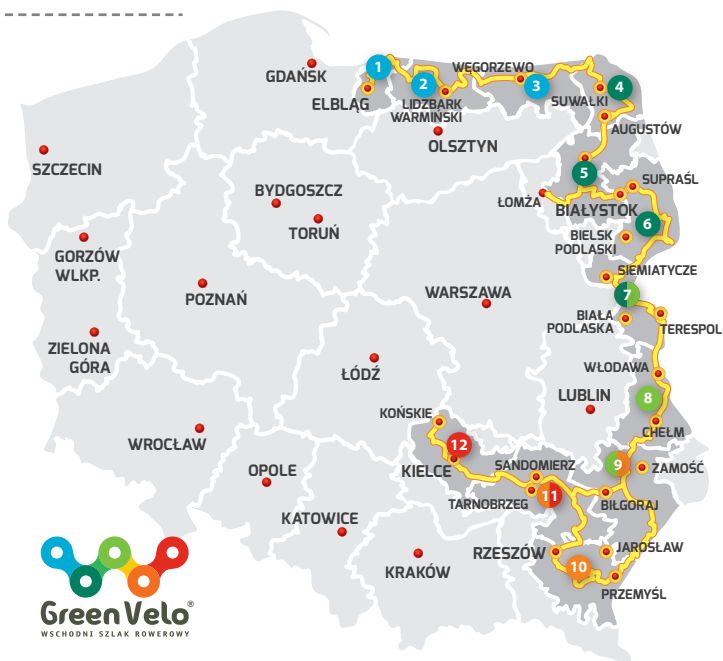 GDAŃSK
1
2
WĘGORZEWO
3
4
ELBLĄG
LIDZBARK
WARMIŃSKI
SUWAŁKI
AUGUSTÓW
OLSZTYN
SZCZECIN
5
SUPRAŚL
BYDGOSZCZ
ŁOMŻA
BIAŁYSTOK
TORUŃ
6
BIELSK
PODLASKI
GORZÓW
WLKP.
SIEMIATYCZE
POZNAŃ
WARSZAWA
7
BIAŁA
PODLASKA
TERESPOL
ZIELONA
GÓRA
ŁÓDŹ
WŁODAWA
LUBLIN
8
KOŃSKIE
CHEŁM
WROCŁAW
12
KIELCE
SANDOMIERZ
9
ZAMOŚĆ
OPOLE
TARNOBRZEG
11
BIŁGORAJ
KATOWICE
RZESZÓW
JAROSŁAW
KRAKÓW
10
PRZEMYŚL
Green Velo®
WSCHODNI SZLAK ROWEROWY